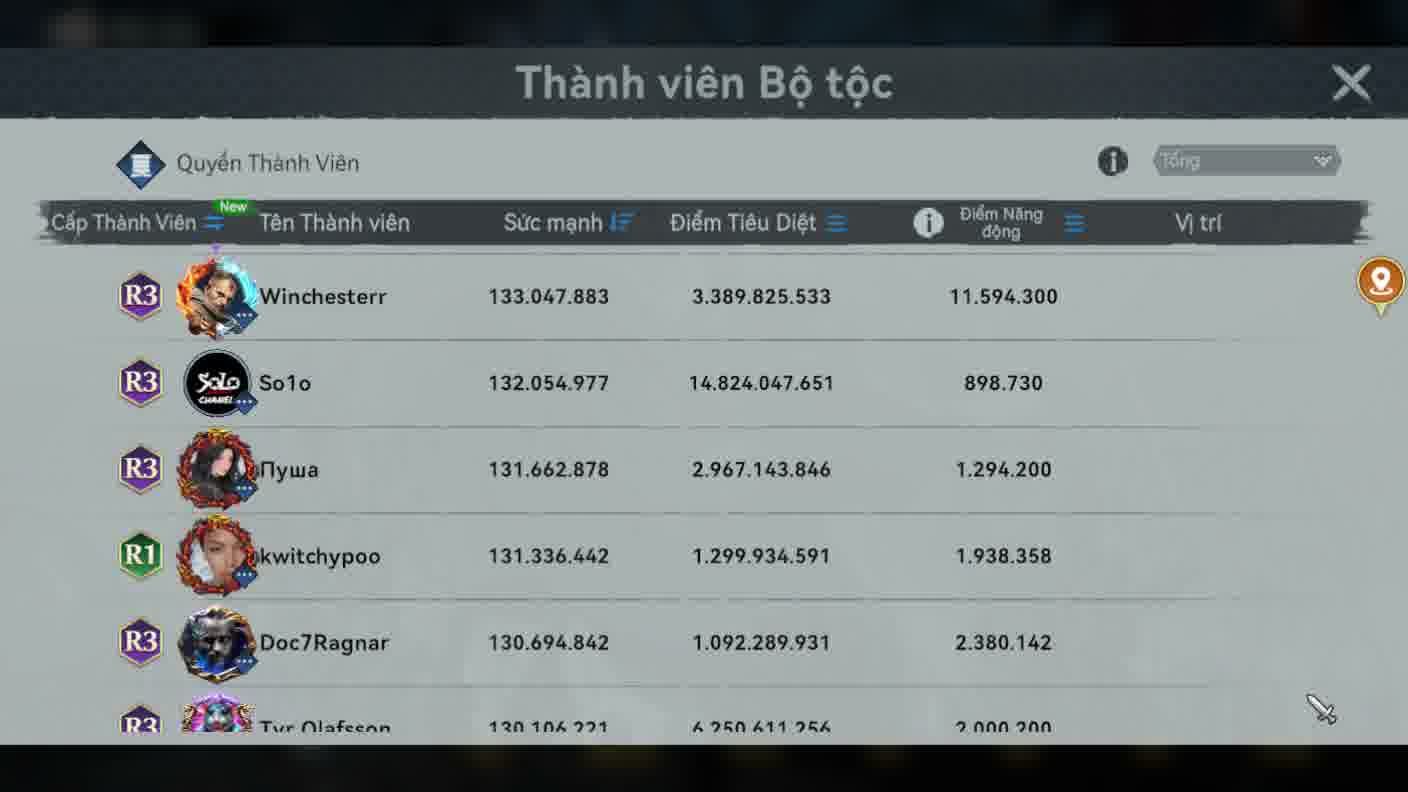 Thành viên Bộ tộc
Quyển Thành Viên
Tổng
New
Cấp Thành Viên Tên Thành viên Sức mạnh Điểm Tiêu Diệt Điểm Năng động Vị trí
R3 Winchesterr 133.047.883 3.389.825.533 11.594.300
R3 SoLo CHANEL So1o 132.054.977 14.824.047.651 898.730
R3 Пуша 131.662.878 2.967.143.846 1.294.200
R1 kwitchypoo 131.336.442 1.299.934.591 1.938.358
R3 Doc7Ragnar 130.694.842 1.092.289.931 2.380.142
R3 Tyr Olafsson 130.106.221 6.250.611.256 2.000.200